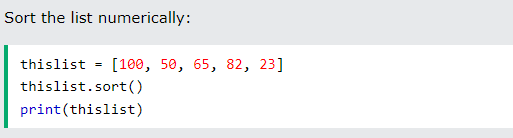 Sort the list numerically:
thislist = [100, 50, 65, 82, 23]
thislist.sort()
print(thislist)